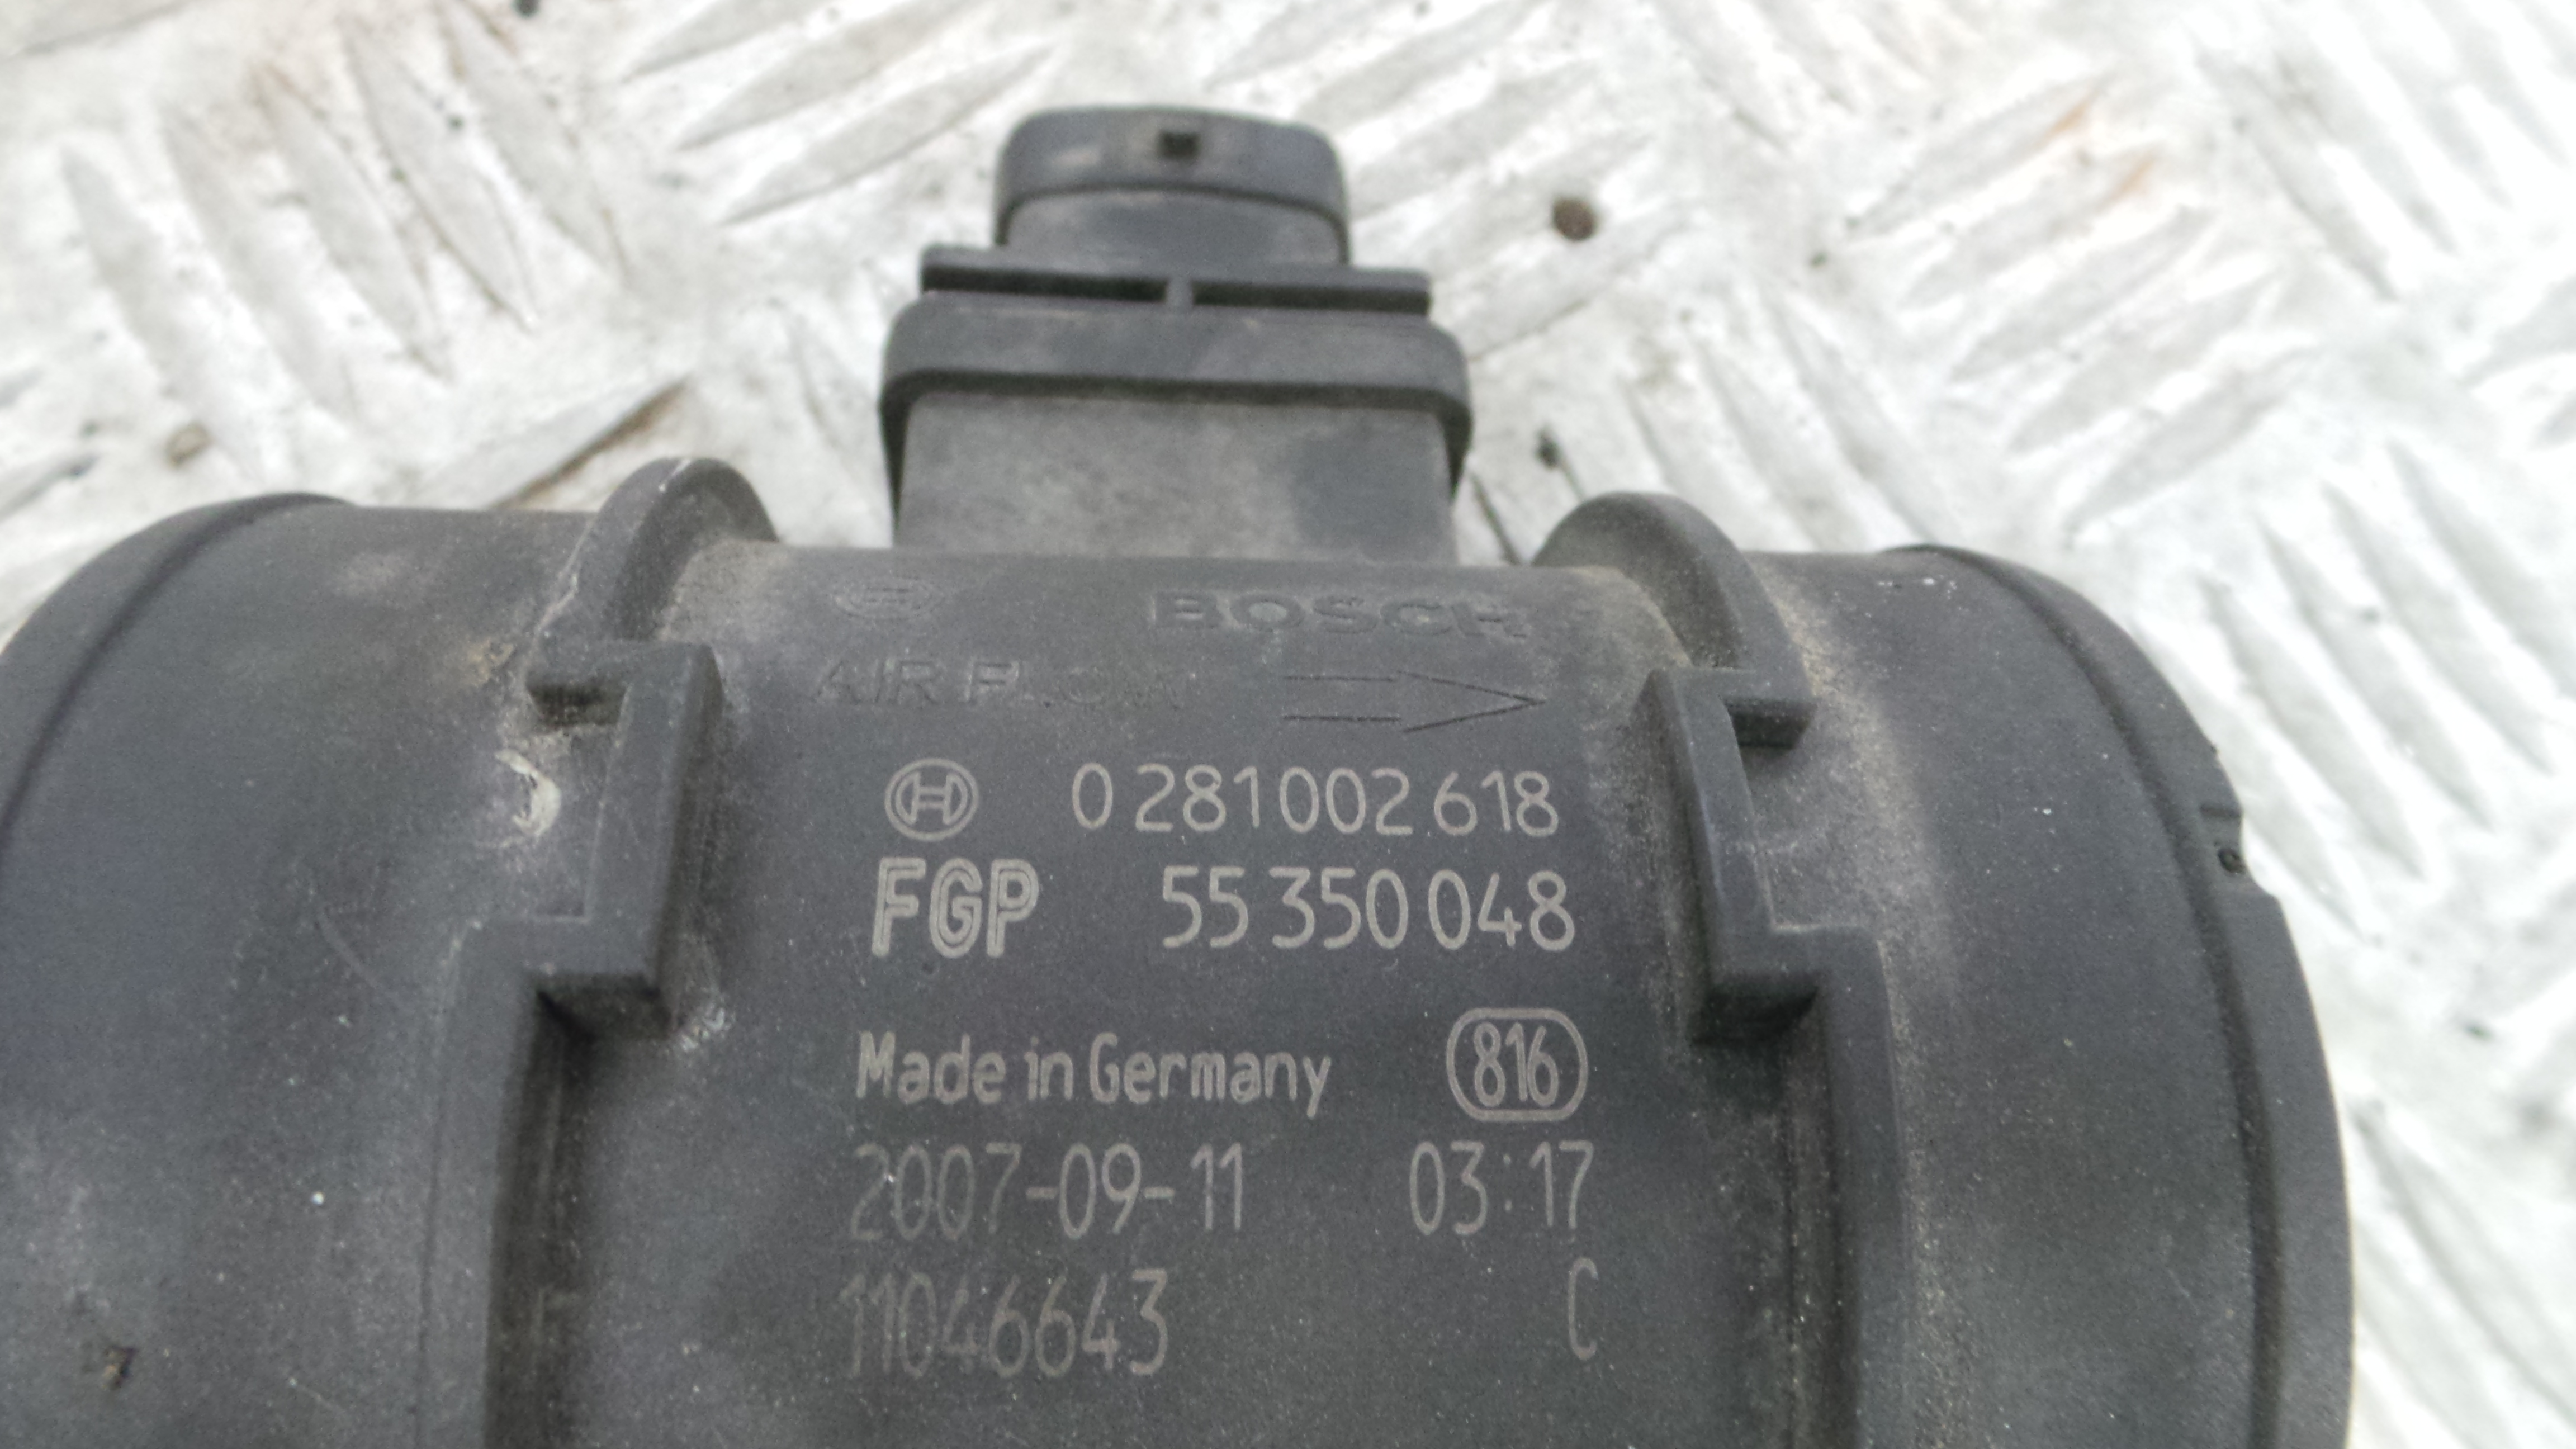 BOSCH
AIR FLOW
0 281 002 618
FGP 55 350 048
Made in Germany 816
2007-09-11 03:17
11046643 C